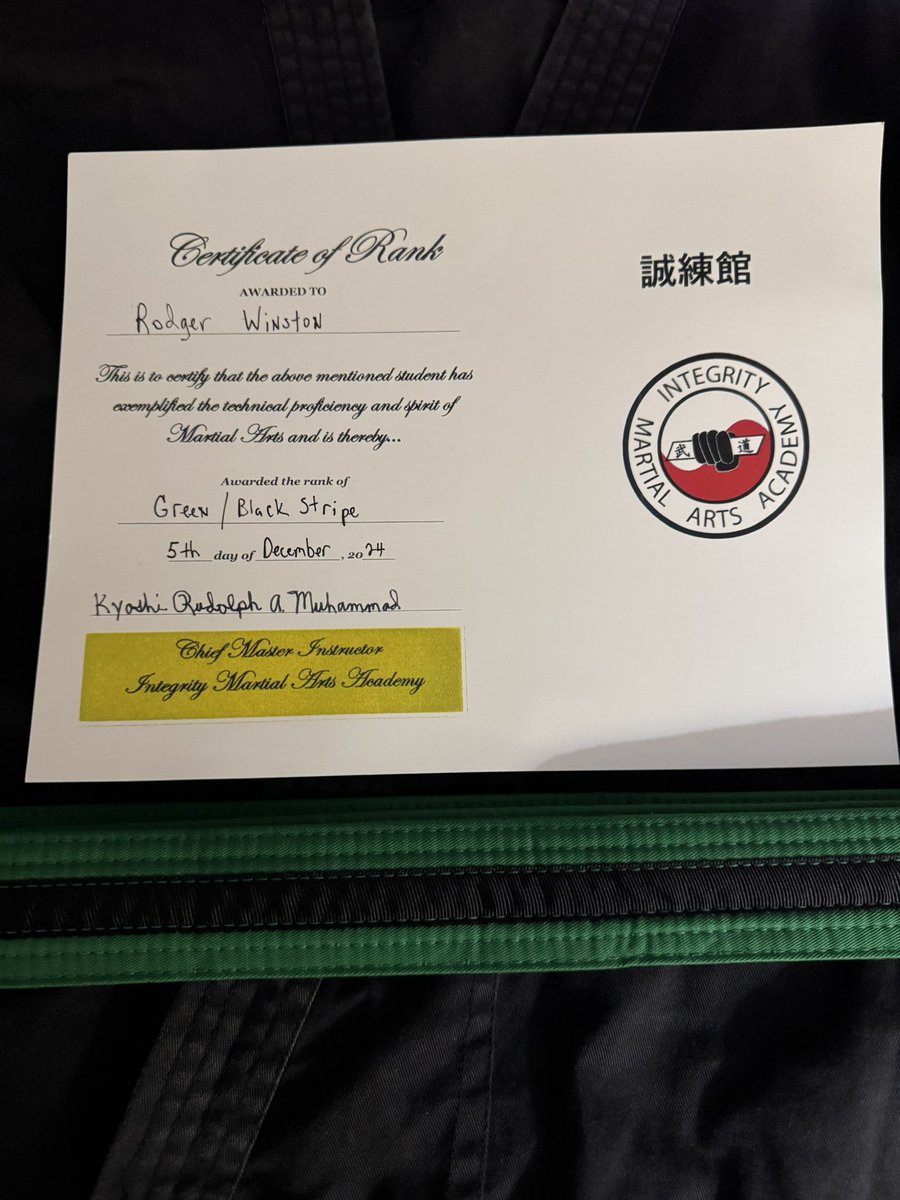 Certificate of Rank
AWARDED TO
Rodger Winston
This is to certify that the above mentioned student has
exemplified the technical proficiency and spirit of
Martial Arts and is thereby...
Awarded the rank of
Green / Black Stripe
5th day of December, 2024
Kyoshi Rudolph A. Muhammad
Chief Master Instructor
Integrity Martial Arts Academy
誠練館
INTEGRITY
MARTIAL ARTS ACADEMY
武道